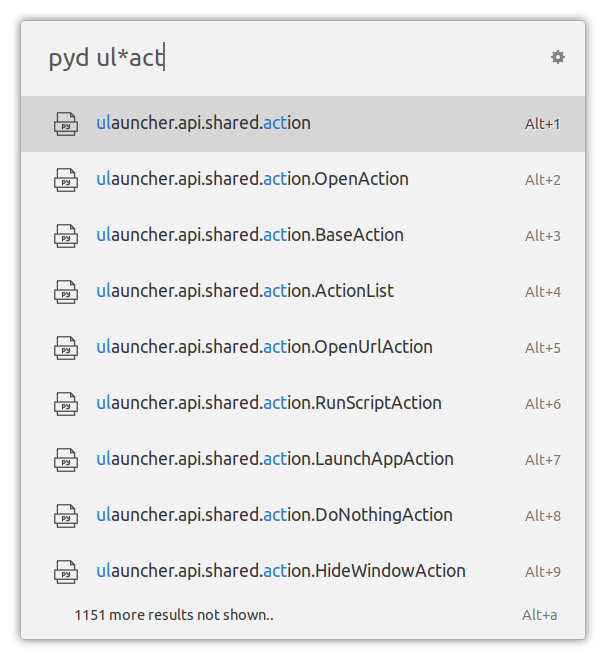 pyd ul*act
ulauncher.api.shared.action Alt+1
PY
ulauncher.api.shared.action.OpenAction Alt+2
PY
ulauncher.api.shared.action.BaseAction Alt+3
PY
ulauncher.api.shared.action.ActionList Alt+4
PY
ulauncher.api.shared.action.OpenUrlAction Alt+5
PY
ulauncher.api.shared.action.RunScriptAction Alt+6
PY
ulauncher.api.shared.action.LaunchAppAction Alt+7
PY
ulauncher.api.shared.action.DoNothingAction Alt+8
PY
ulauncher.api.shared.action.HideWindowAction Alt+9
PY
1151 more results not shown.. Alt+a